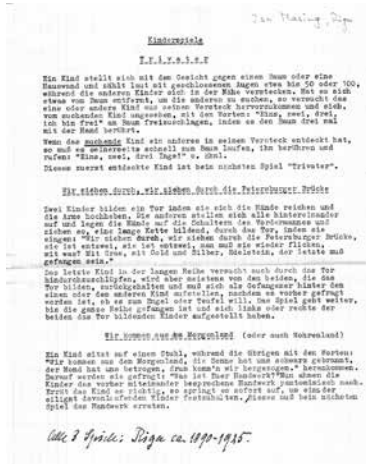 Jan Masing, Riga
Kinderspiele
Trivater
Ein Kind stellt sich mit dem Gesicht gegen einen Baum oder eine
Hauswand und zählt laut mit geschlossenen Augen etwa bis 50 oder 100,
während die anderen Kinder sich in der Nähe verstecken. Hat es sich
etwas vom Baum entfernt, um die anderen zu suchen, so versucht das
eine oder andere Kind aus seinem Versteck hervorzukommen und sich,
vom suchenden Kind ungesehen, mit den Worten: "Eins, zwei, drei,
ich bin frei" am Baum freizuschlagen, indem es den Baum drei mal
mit der Hand berührt.
Wenn das suchende Kind ein anderes in seinem Versteck entdeckt hat,
so muß es seinerseits schnell zum Baum laufen, ihn berühren und
rufen: "Eins, zwei, drei Inge!" o. ähnl.
Dieses zuerst entdeckte Kind ist beim nächsten Spiel "Trivater".
Wir ziehen durch, wir ziehen durch die Petersburger Brücke
Zwei Kinder bilden ein Tor indem sie sich die Hände reichen und
die Arme hochheben. Die anderen stellen sich alle hintereinander
auf und legen die Hände auf die Schultern des Vordermannes und
ziehen so, eine lange Kette bildend, durch das Tor, indem sie
singen: "Wir ziehen durch, wir ziehen durch die Petersburger Brücke,
sie ist entzwei, sie ist entzwei, man muß sie wieder flicken,
mit was? Mit Gras, mit Gold und Silber, Edelstein, der letzte muß
gefangen sein."
Das letzte Kind in der langen Reihe versucht auch durch das Tor
hindurchzuschlüpfen, wird aber meistens von den beiden, die das
Tor bilden, zurückgehalten und muß sich als Gefangener hinter dem
einen oder dem anderen Kind aufstellen, nachdem es vorher gefragt
worden ist, ob es zum Engel oder Teufel will. Das Spiel geht weiter,
bis die ganze Reihe gefangen ist und sich links oder rechts der
beiden das Tor bildenden Kinder aufgestellt haben.
Wir kommen aus dem Morgenland (oder auch Mohrenland)
Ein Kind sitzt auf einem Stuhl, während die übrigen mit den Worten:
"Wir kommen aus dem Morgenland, die Sonne hat uns schwarz gebrannt,
der Mond hat uns betrogen, drum komm'n wir hergezogen." herankommen.
Darauf werden sie gefragt "Was ist Euer Handwerk?" Nun ahmen die
Kinder das vorher miteinander besprochene Handwerk pantomimisch nach.
Errät das Kind es richtig, so springt es sofort auf, um eins der
eiligst davonlaufenden Kinder festzuhalten. Dieses muß beim nächsten
Spiel das Handwerk erraten.
Alle 3 Spiele: Riga ca 1890-1925.